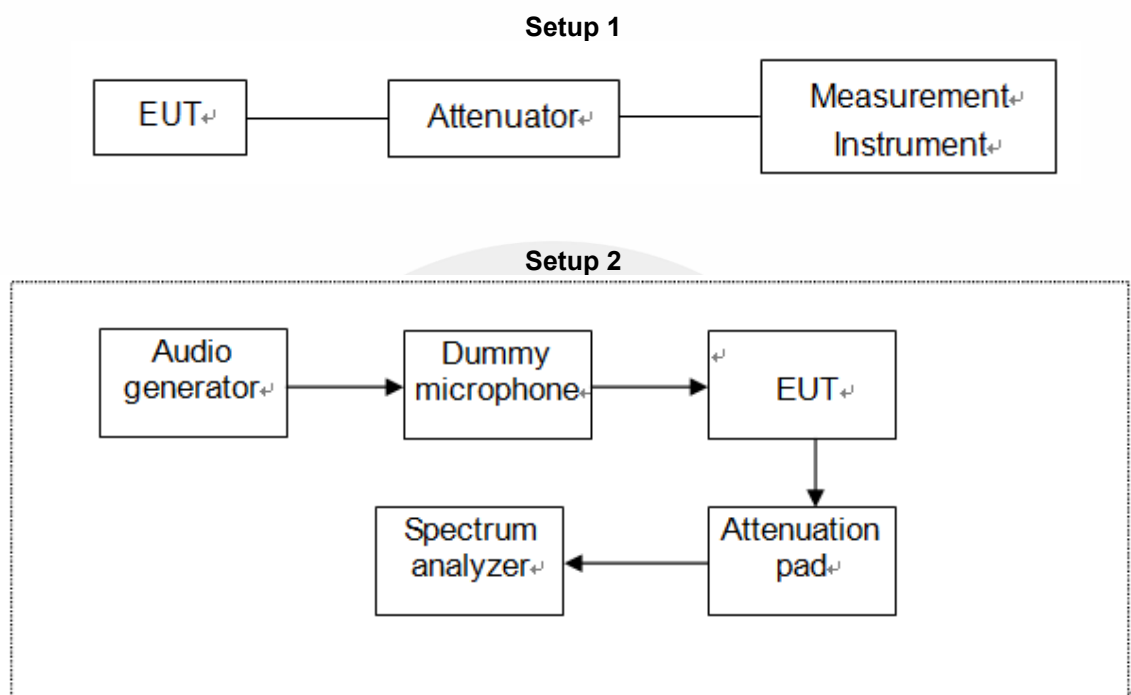 Setup 1
EUT↵
Attenuator↵
Measurement↵
Instrument↵
Setup 2
Audio
generator↵
Dummy
microphone↵
↵
EUT↵
Spectrum
analyzer↵
Attenuation
pad↵